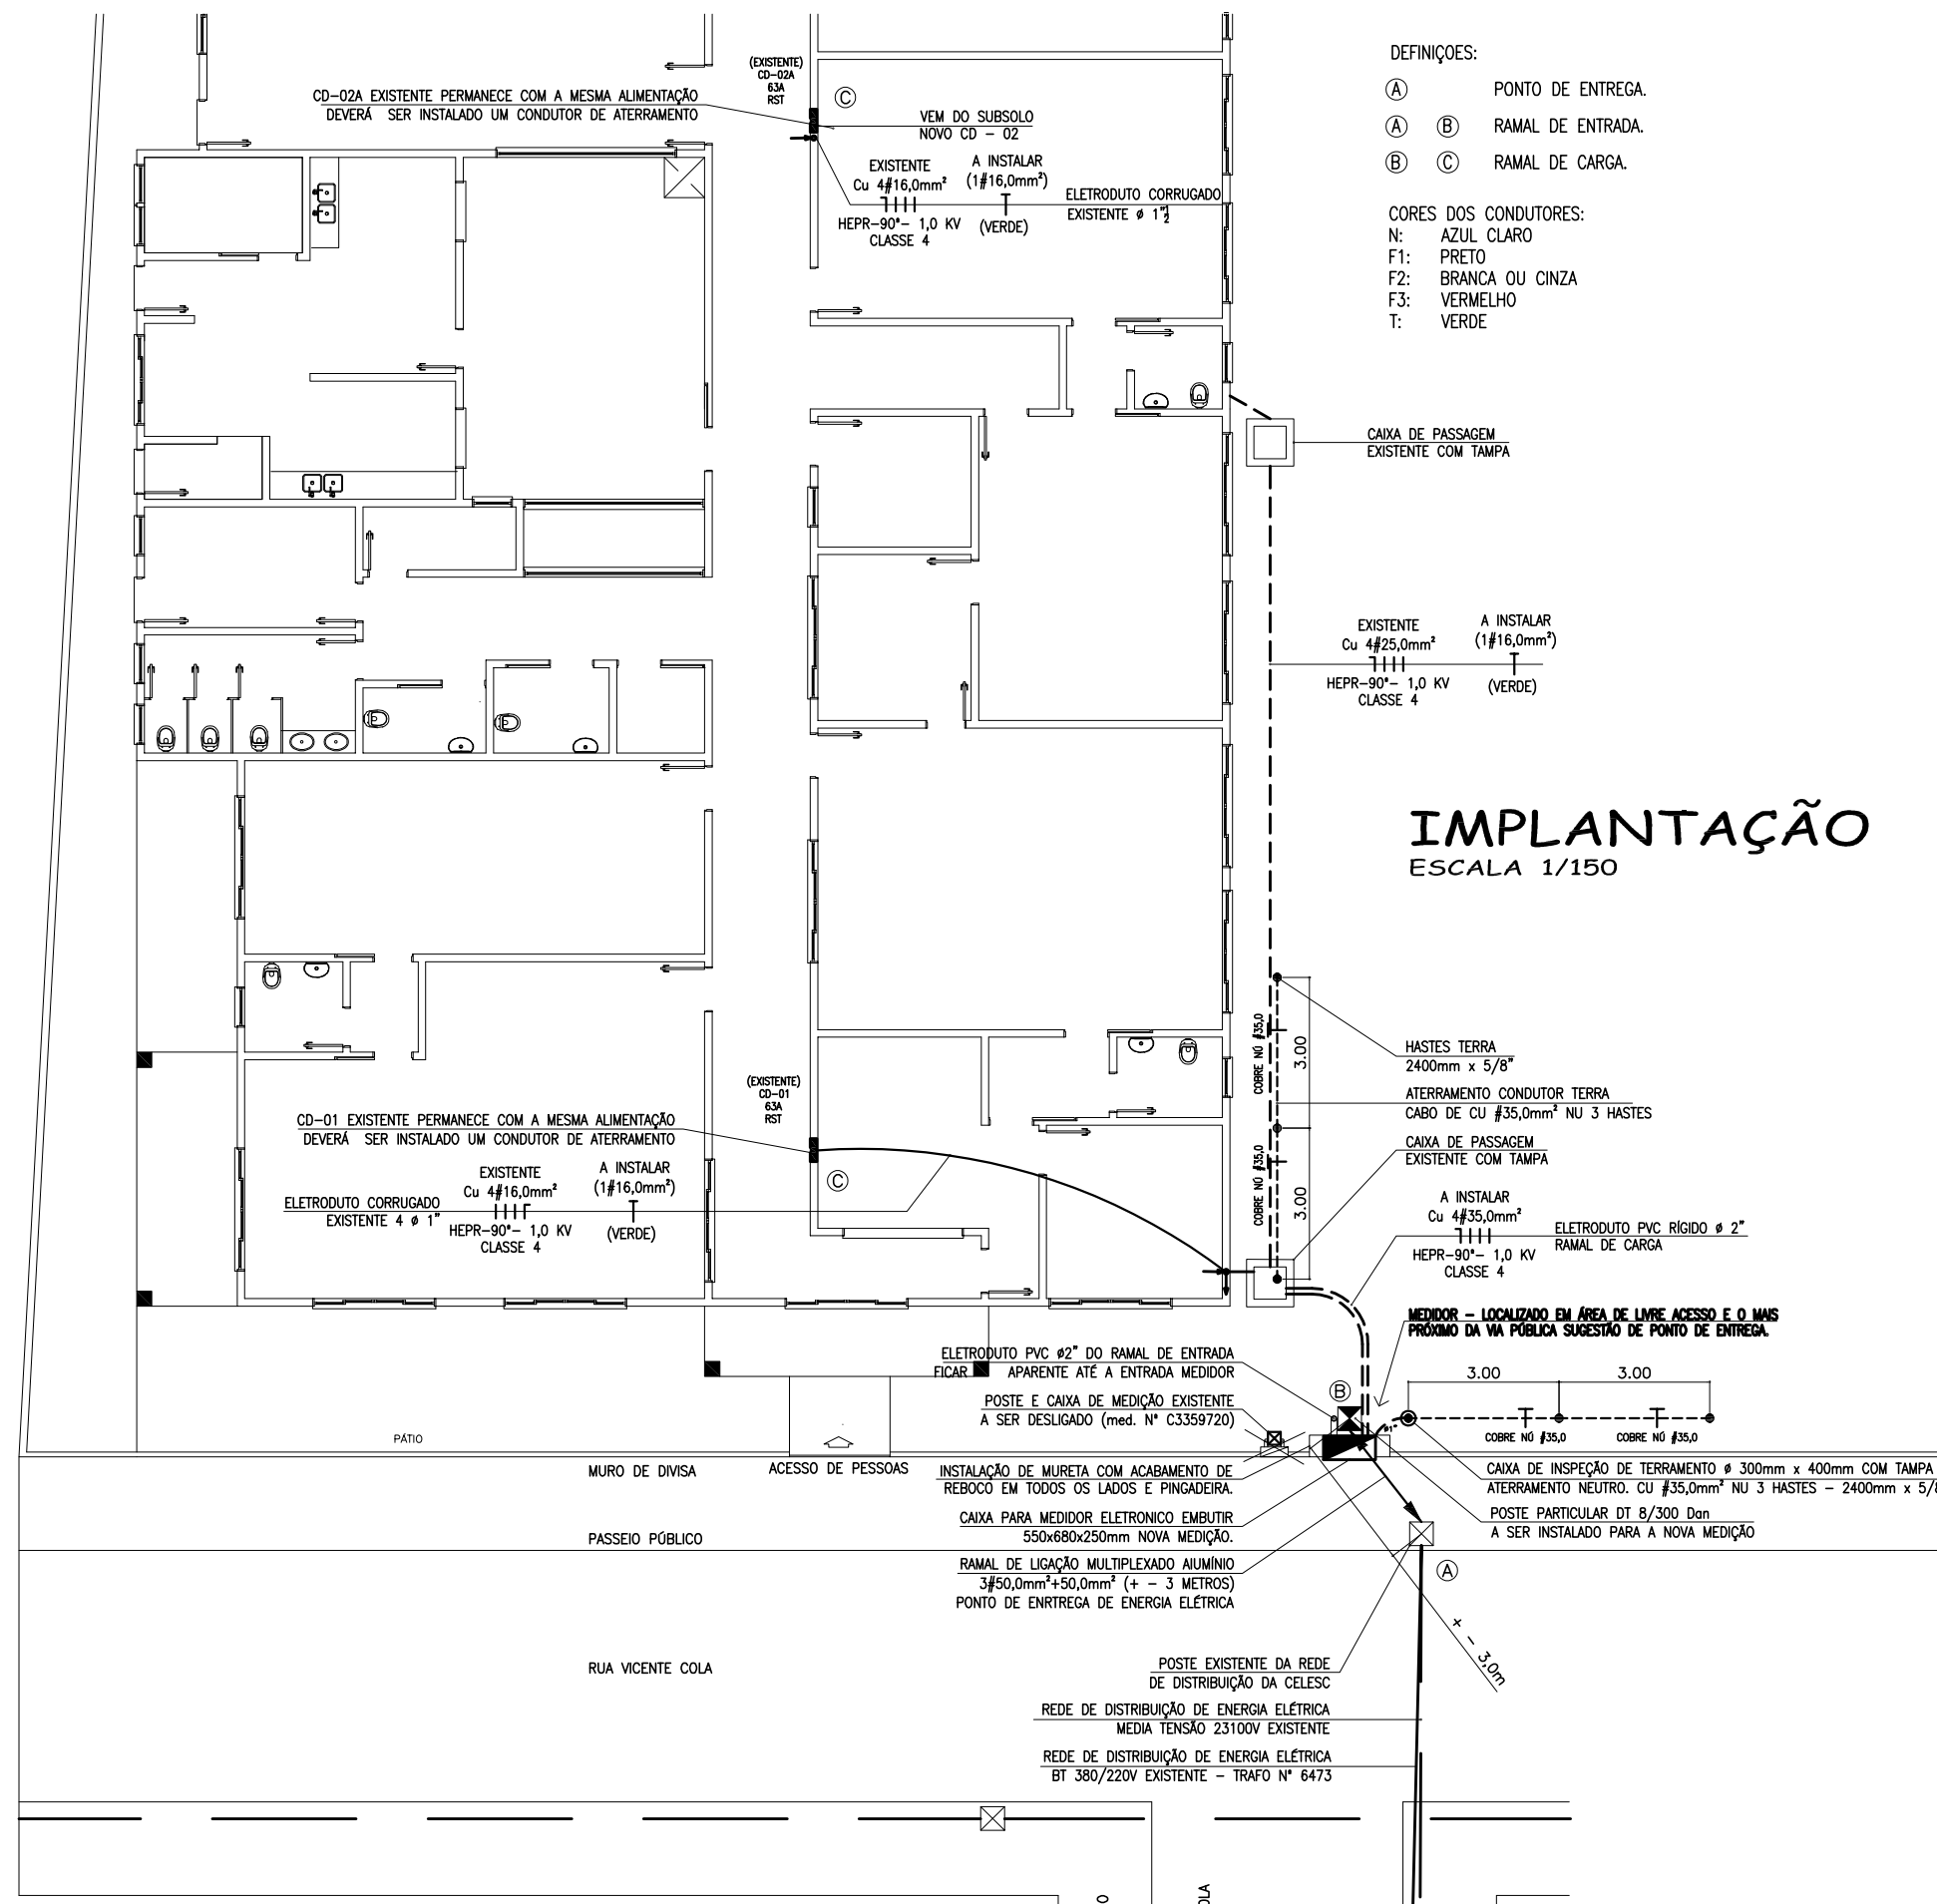 DEFINIÇOES:
Ⓐ PONTO DE ENTREGA.
Ⓐ Ⓑ RAMAL DE ENTRADA.
Ⓑ Ⓒ RAMAL DE CARGA.
CORES DOS CONDUTORES:
N: AZUL CLARO
F1: PRETO
F2: BRANCA OU CINZA
F3: VERMELHO
T: VERDE
(EXISTENTE)
CD-02A
63A
RST
Ⓒ
CD-02A EXISTENTE PERMANECE COM A MESMA ALIMENTAÇÃO
DEVERÁ SER INSTALADO UM CONDUTOR DE ATERRAMENTO
VEM DO SUBSOLO
NOVO CD - 02
EXISTENTE
Cu 4#16,0mm²
HEPR-90°- 1,0 KV
CLASSE 4
A INSTALAR
(1#16,0mm²)
(VERDE)
ELETRODUTO CORRUGADO
EXISTENTE ø 1"½
CAIXA DE PASSAGEM
EXISTENTE COM TAMPA
EXISTENTE
Cu 4#25,0mm²
HEPR-90°- 1,0 KV
CLASSE 4
A INSTALAR
(1#16,0mm²)
(VERDE)
IMPLANTAÇÃO
ESCALA 1/150
COBRE NÚ #35,0
3.00
COBRE NÚ #35,0
3.00
HASTES TERRA
2400mm x 5/8"
ATERRAMENTO CONDUTOR TERRA
CABO DE CU #35,0mm² NU 3 HASTES
CAIXA DE PASSAGEM
EXISTENTE COM TAMPA
(EXISTENTE)
CD-01
63A
RST
CD-01 EXISTENTE PERMANECE COM A MESMA ALIMENTAÇÃO
DEVERÁ SER INSTALADO UM CONDUTOR DE ATERRAMENTO
Ⓒ
EXISTENTE
Cu 4#16,0mm²
HEPR-90°- 1,0 KV
CLASSE 4
A INSTALAR
(1#16,0mm²)
(VERDE)
ELETRODUTO CORRUGADO
EXISTENTE 4 ø 1"
A INSTALAR
Cu 4#35,0mm²
HEPR-90°- 1,0 KV
CLASSE 4
ELETRODUTO PVC RÍGIDO ø 2"
RAMAL DE CARGA
MEDIDOR - LOCALIZADO EM ÁREA DE LIVRE ACESSO E O MAIS
PRÓXIMO DA VIA PÚBLICA SUGESTÃO DE PONTO DE ENTREGA.
ELETRODUTO PVC ø2" DO RAMAL DE ENTRADA
FICAR APARENTE ATÉ A ENTRADA MEDIDOR
Ⓑ
3.00 3.00
COBRE NÚ #35,0 COBRE NÚ #35,0
POSTE E CAIXA DE MEDIÇÃO EXISTENTE
A SER DESLIGADO (med. N° C3359720)
PÁTIO
MURO DE DIVISA
ACESSO DE PESSOAS
INSTALAÇÃO DE MURETA COM ACABAMENTO DE
REBOCO EM TODOS OS LADOS E PINGADEIRA.
CAIXA DE INSPEÇÃO DE TERRAMENTO ø 300mm x 400mm COM TAMPA
ATERRAMENTO NEUTRO. CU #35,0mm² NU 3 HASTES - 2400mm x 5/8
CAIXA PARA MEDIDOR ELETRONICO EMBUTIR
550x680x250mm NOVA MEDIÇÃO.
POSTE PARTICULAR DT 8/300 Dan
A SER INSTALADO PARA A NOVA MEDIÇÃO
PASSEIO PÚBLICO
RAMAL DE LIGAÇÃO MULTIPLEXADO AIUMÍNIO
3#50,0mm²+50,0mm² (+ - 3 METROS)
PONTO DE ENRTREGA DE ENERGIA ELÉTRICA
Ⓐ
+ - 3,0m
RUA VICENTE COLA
POSTE EXISTENTE DA REDE
DE DISTRIBUIÇÃO DA CELESC
REDE DE DISTRIBUIÇÃO DE ENERGIA ELÉTRICA
MEDIA TENSÃO 23100V EXISTENTE
REDE DE DISTRIBUIÇÃO DE ENERGIA ELÉTRICA
BT 380/220V EXISTENTE - TRAFO N° 6473